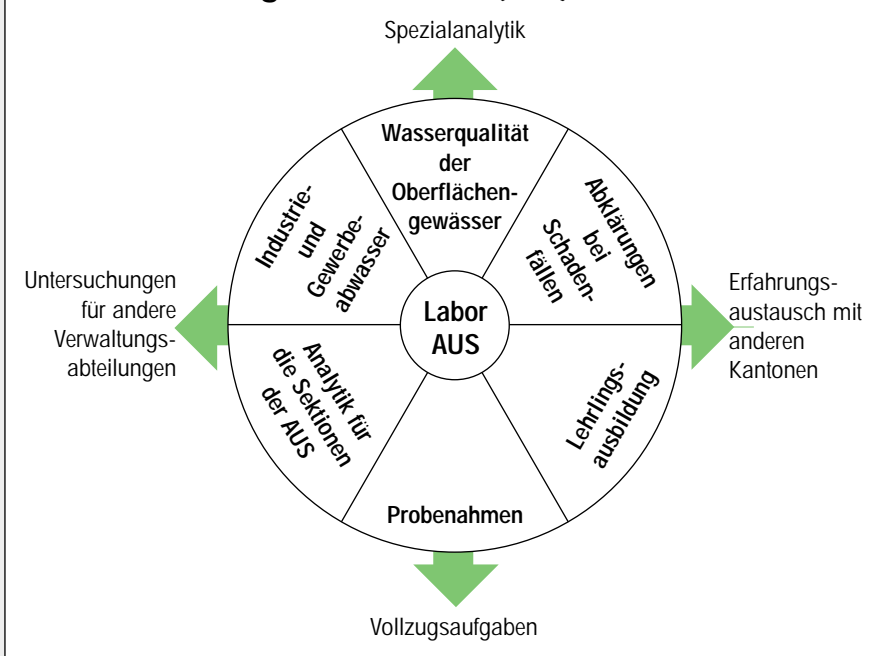 Spezialanalytik
Wasserqualität
der
Oberflächen-
gewässer
Abklärungen
bei
Schaden-
fällen
Erfahrungs-
austausch mit
anderen
Kantonen
Lehrlings-
ausbildung
Probenahmen
Vollzugsaufgaben
Analytik für
die Sektionen
der AUS
Untersuchungen
für andere
Verwaltungs-
abteilungen
Industrie-
und
Gewerbe-
abwasser
Labor
AUS